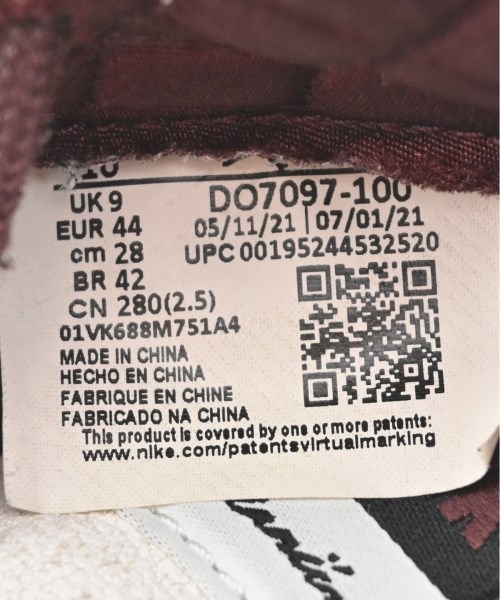 10
UK 9
EUR 44
cm 28
BR 42
CN 280(2.5)
01VK688M751A4
DO7097-100
05/11/21 | 07/01/21
UPC 00195244532520
MADE IN CHINA
HECHO EN CHINA
FABRIQUE EN CHINE
FABRICADO NA CHINA
This product is covered by one or more patents:
www.nike.com/patentsvirtualmarking